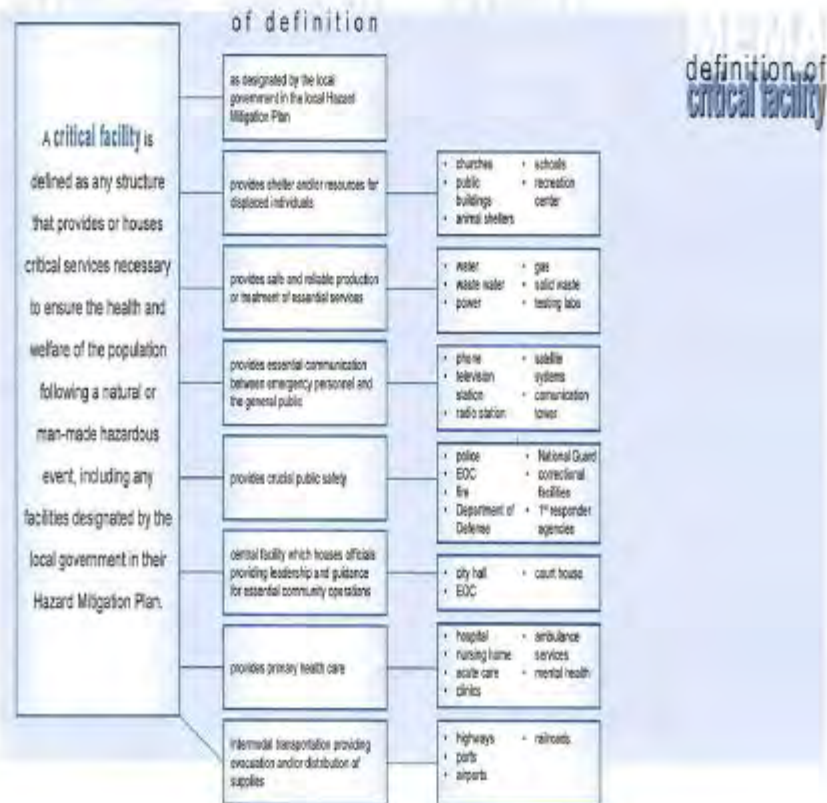 of definition
MEMA
definition of
critical facility
A critical facility is
defined as any structure
that provides or houses
critical services necessary
to ensure the health and
welfare of the population
following a natural or
man-made hazardous
event, including any
facilities designated by the
local government in their
Hazard Mitigation Plan.
as designated by the local
government in the local Hazard
Mitigation Plan
provides shelter and/or resources for
displaced individuals
• churches
• public
buildings
• animal shelters
• schools
• recreation
center
provides safe and reliable production
or treatment of essential services
• water
• waste water
• power
• gas
• solid waste
• testing labs
provides essential communication
between emergency personnel and
the general public
• phone
• television
station
• radio station
• satellite
systems
• comunication
tower
provides crucial public safety
• police
• EOC
• fire
• Department of
Defense
• National Guard
• correctional
facilities
• 1st responder
agencies
central facility which houses officials
providing leadership and guidance
for essential community operations
• city hall
• EOC
• court house
provides primary health care
• hospital
• nursing home
• acute care
• clinics
• ambulance
services
• mental health
Intermodal transportation providing
evacuation and/or distribution of
supplies
• highways
• ports
• airports
• railroads